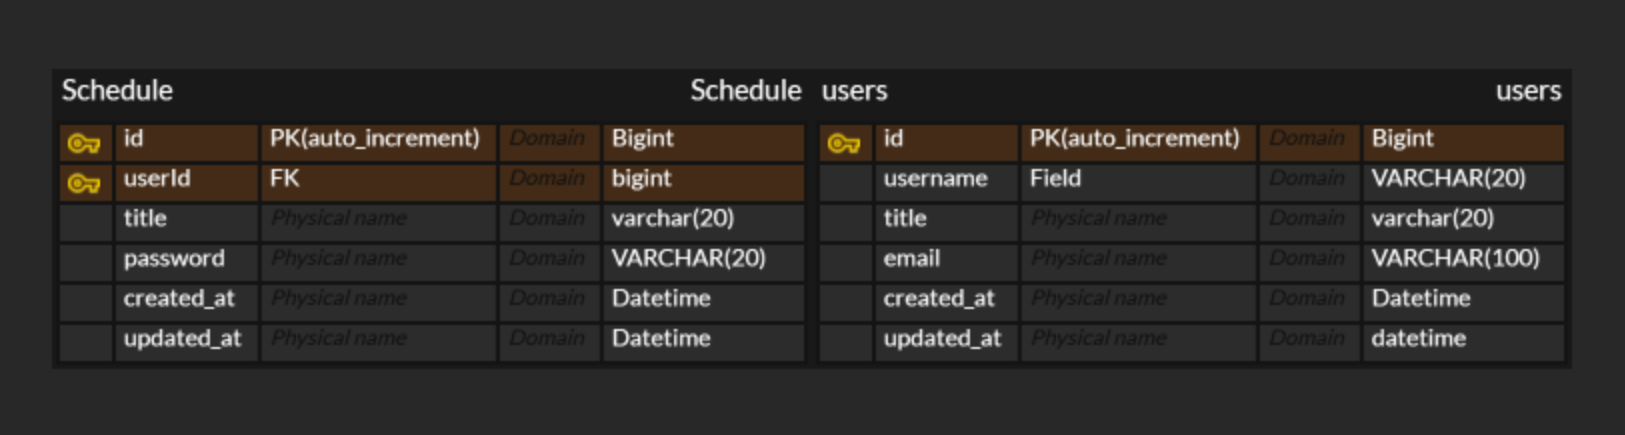 Schedule Schedule users users
id PK(auto_increment) Domain Bigint id PK(auto_increment) Domain Bigint
userId FK Domain bigint username Field Domain VARCHAR(20)
title Physical name Domain varchar(20) title Physical name Domain varchar(20)
password Physical name Domain VARCHAR(20) email Physical name Domain VARCHAR(100)
created_at Physical name Domain Datetime created_at Physical name Domain Datetime
updated_at Physical name Domain Datetime updated_at Physical name Domain datetime